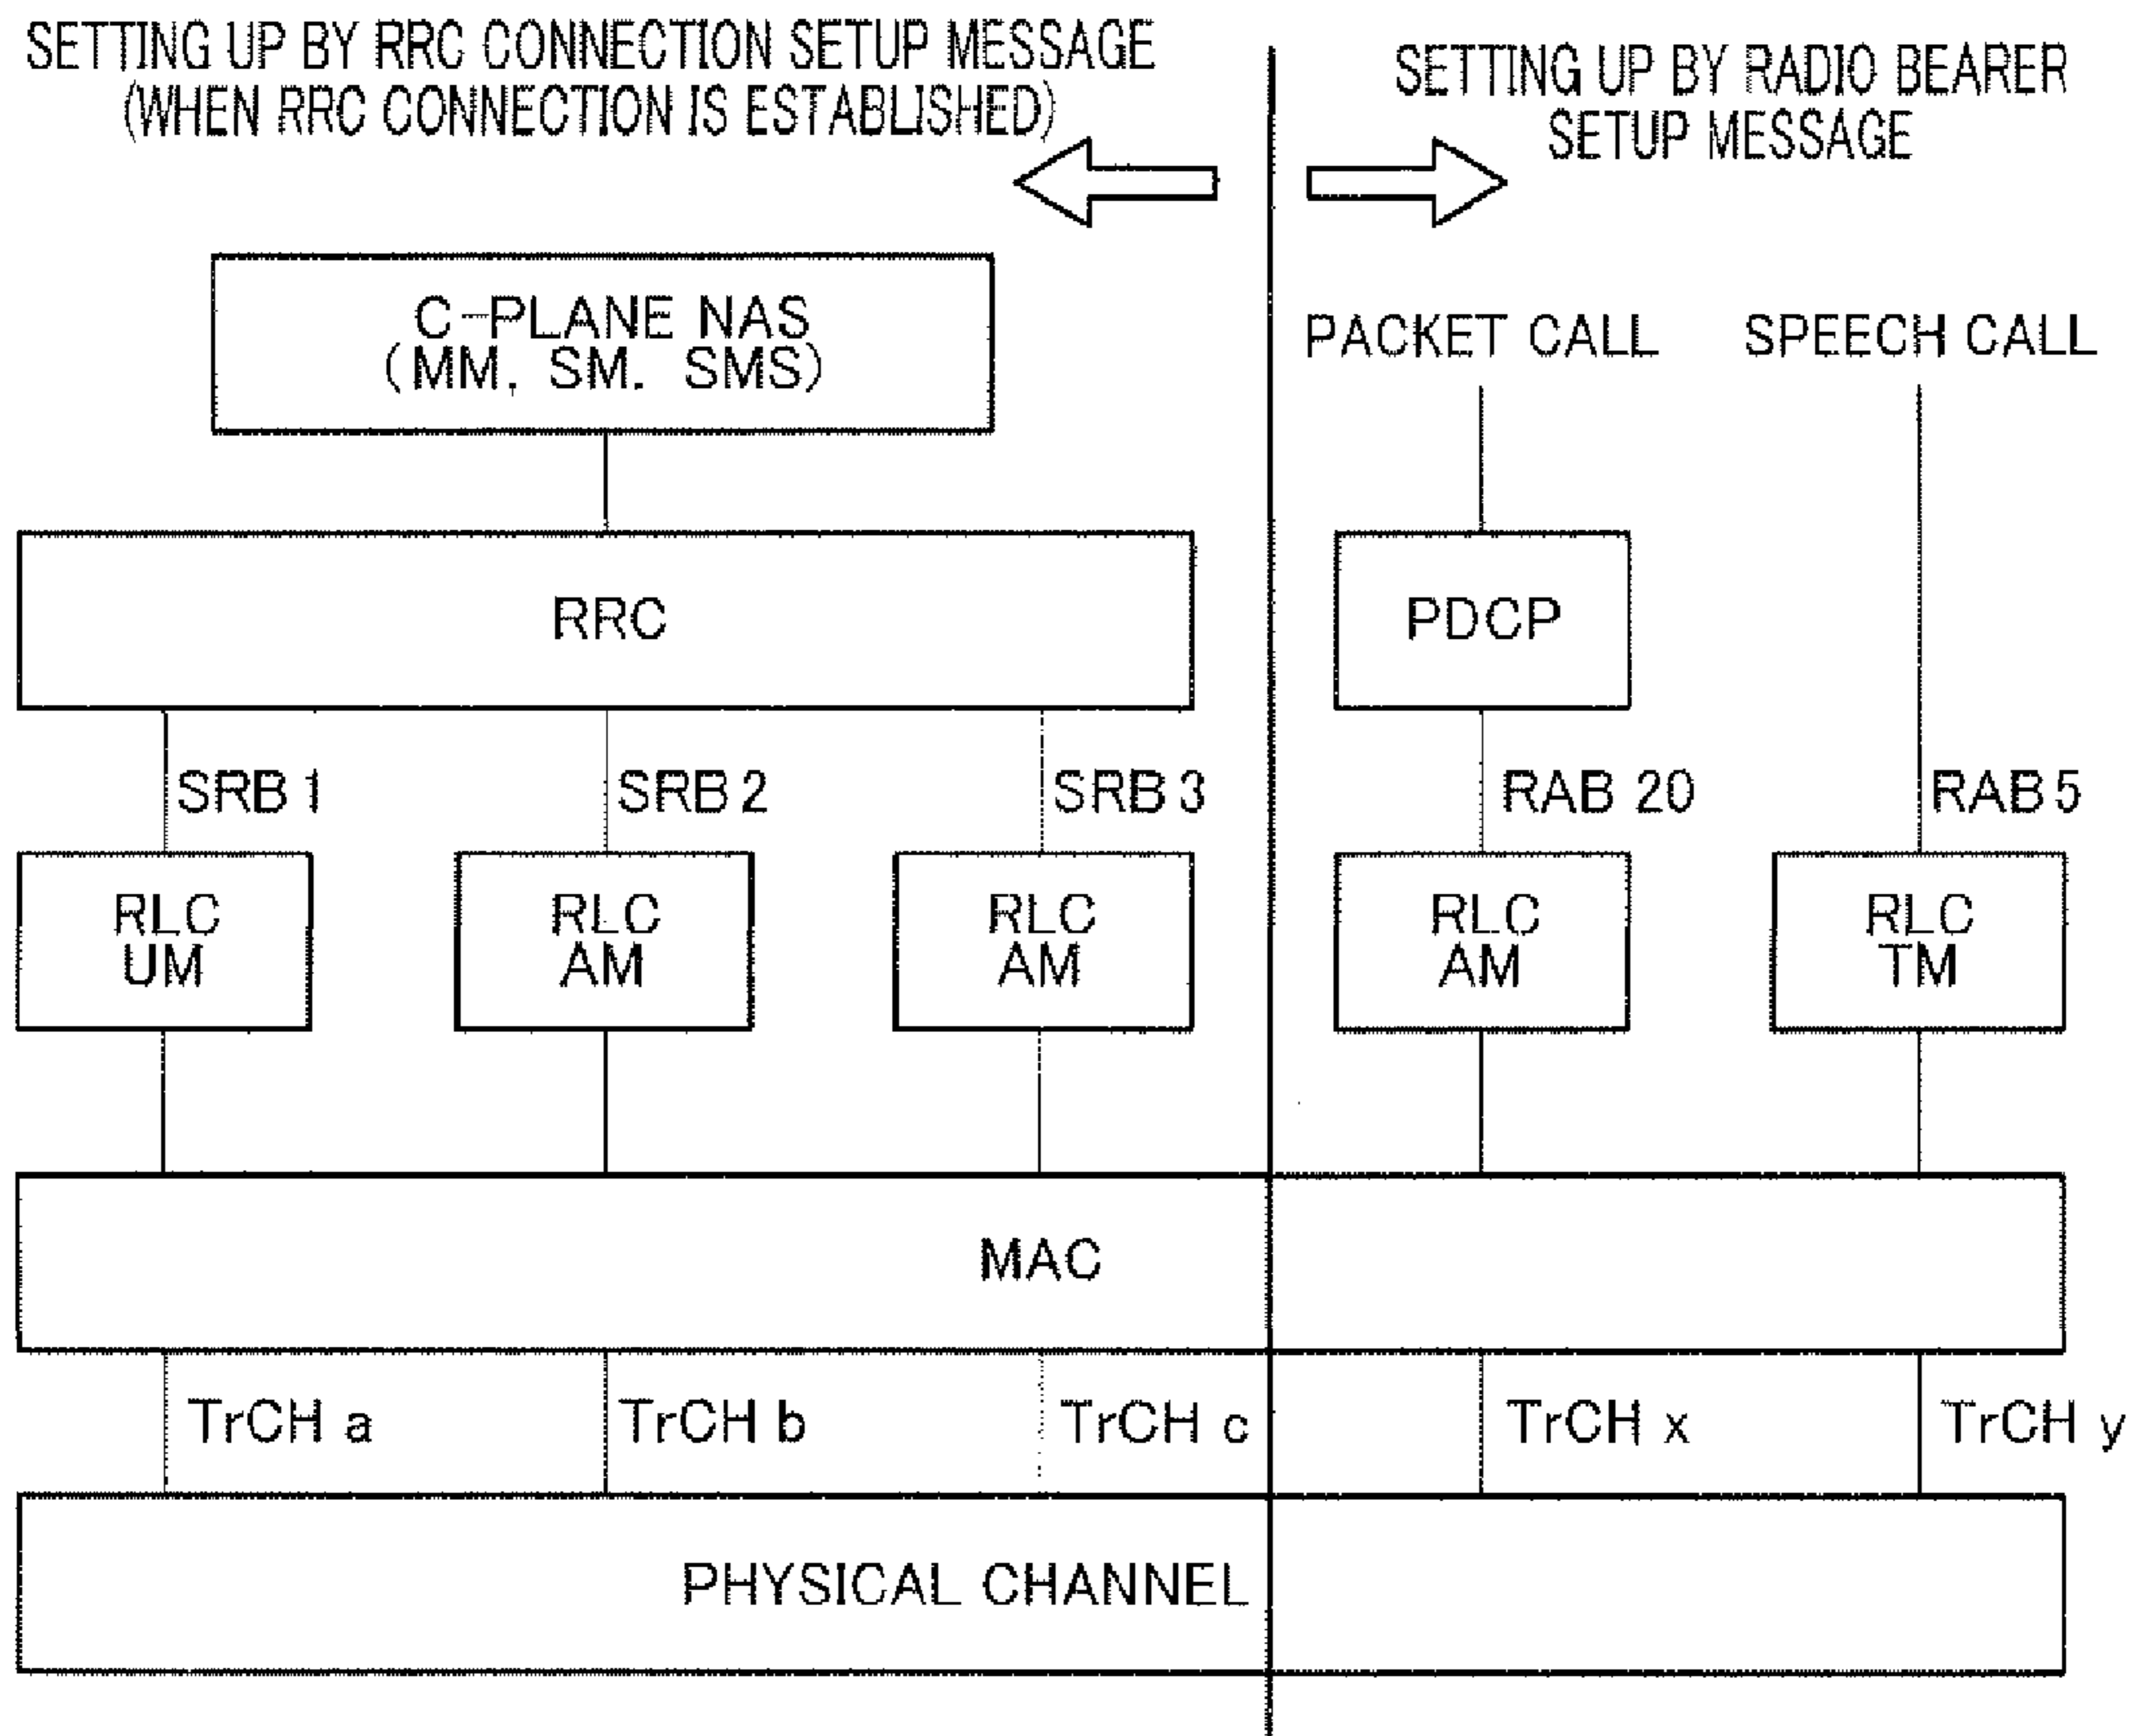 SETTING UP BY RRC CONNECTION SETUP MESSAGE
(WHEN RRC CONNECTION IS ESTABLISHED)
SETTING UP BY RADIO BEARER
SETUP MESSAGE
C-PLANE NAS
(MM, SM. SMS)
PACKET CALL
SPEECH CALL
RRC
PDCP
SRB 1
SRB 2
SRB 3
RAB 20
RAB 5
RLC
UM
RLC
AM
RLC
AM
RLC
AM
RLC
TM
MAC
TrCH a
TrCH b
TrCH c
TrCH x
TrCH y
PHYSICAL CHANNEL